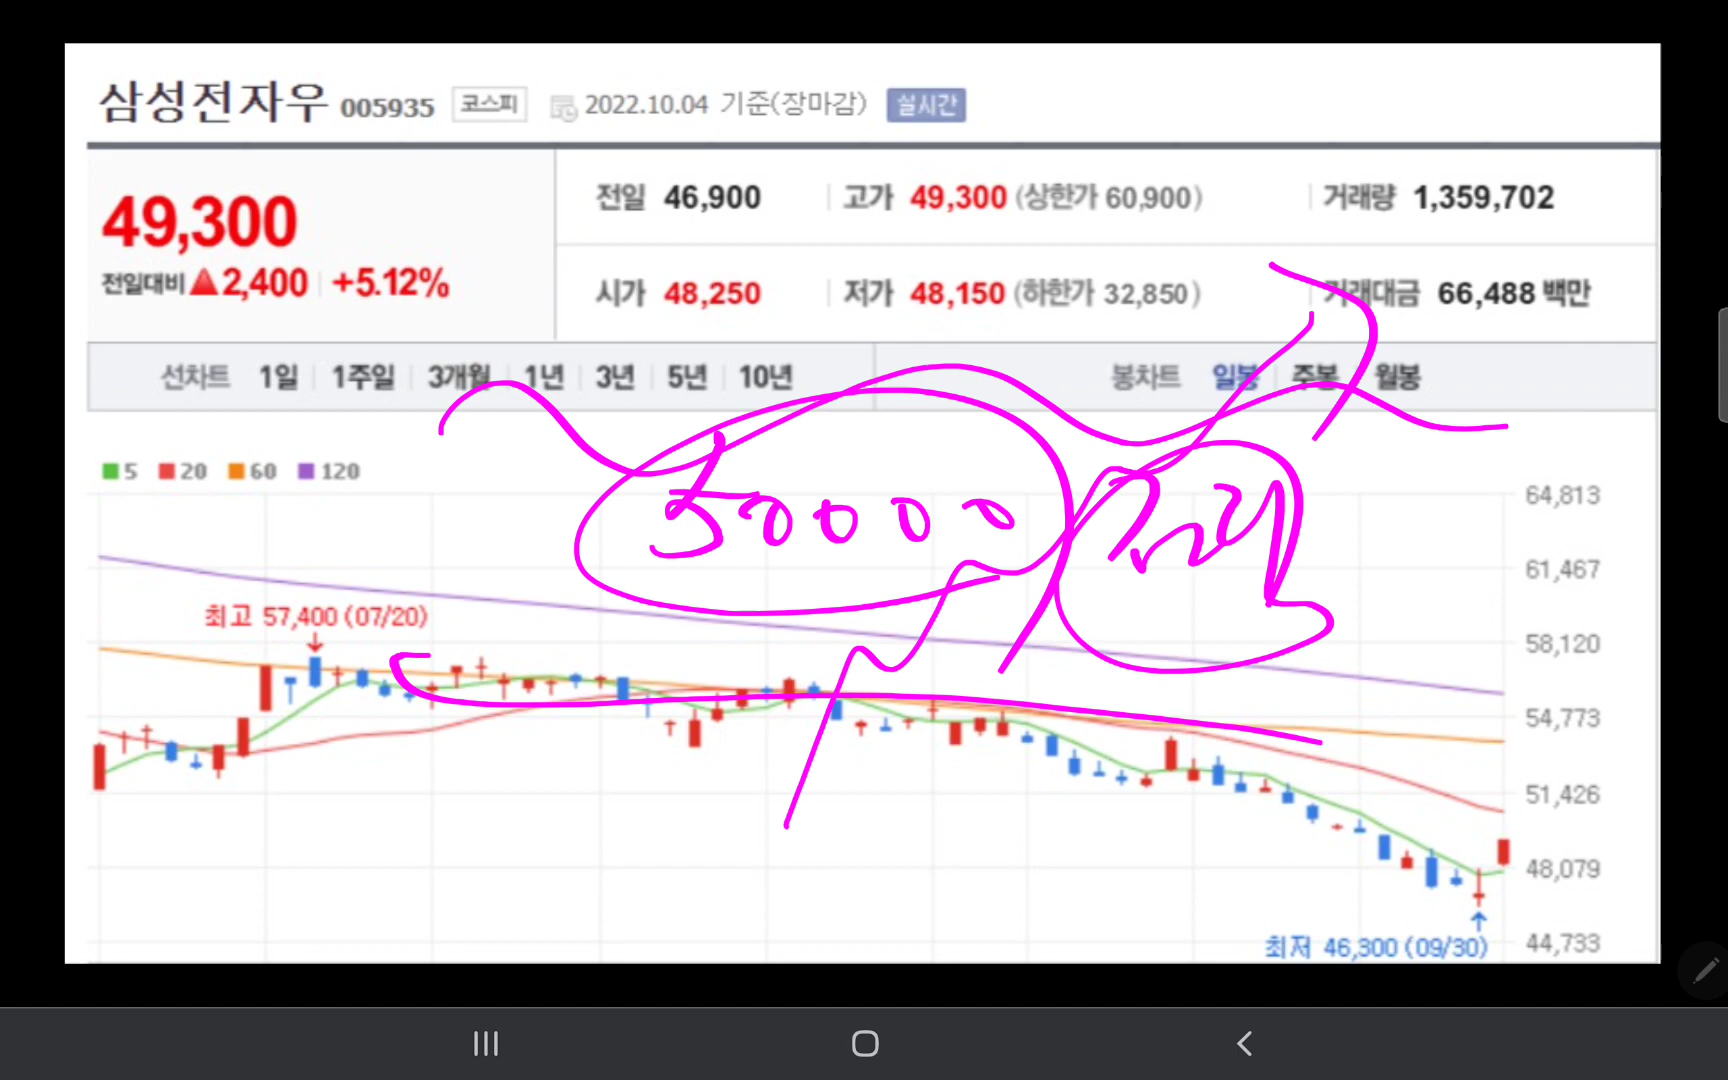 삼성전자우 005935 코스피 2022.10.04 기준(장마감) 실시간
49,300
전일대비 ▲2,400 +5.12%
전일 46,900 고가 49,300 (상한가 60,900) 거래량 1,359,702
시가 48,250 저가 48,150 (하한가 32,850) 거래대금 66,488 백만
선차트 1일 1주일 3개월 1년 3년 5년 10년 봉차트 일봉 주봉 월봉
5 20 60 120
50000
64,813
61,467
최고 57,400 (07/20)
58,120
54,773
51,426
48,079
최저 46,300 (09/30)
44,733